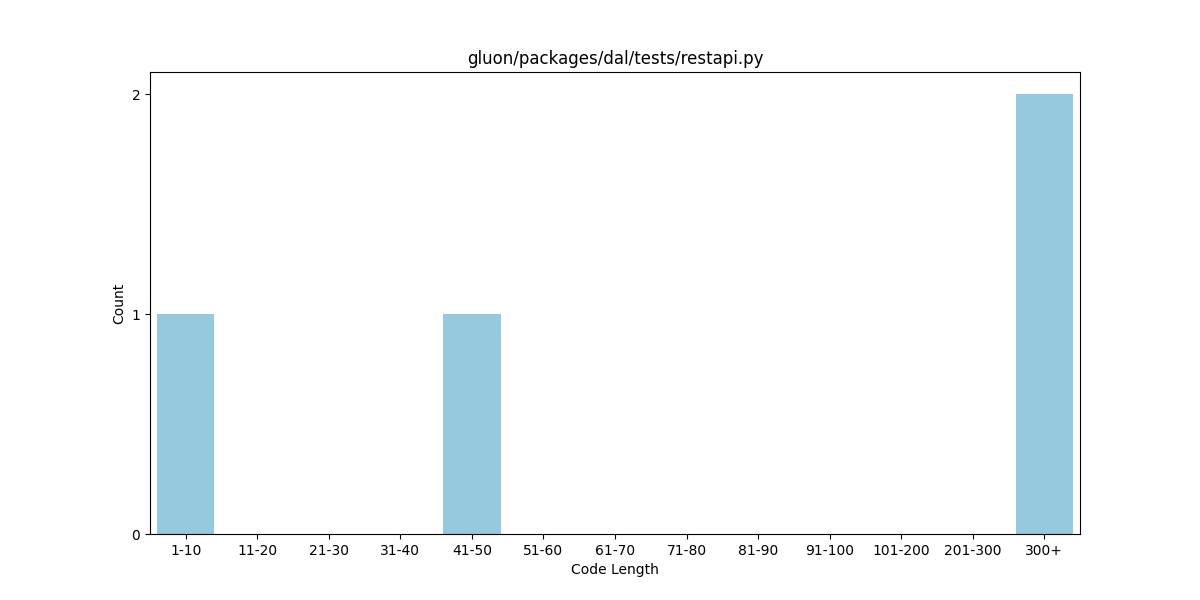 gluon/packages/dal/tests/restapi.py
2
1
0
Count
1-10 11-20 21-30 31-40 41-50 51-60 61-70 71-80 81-90 91-100 101-200 201-300 300+
Code Length